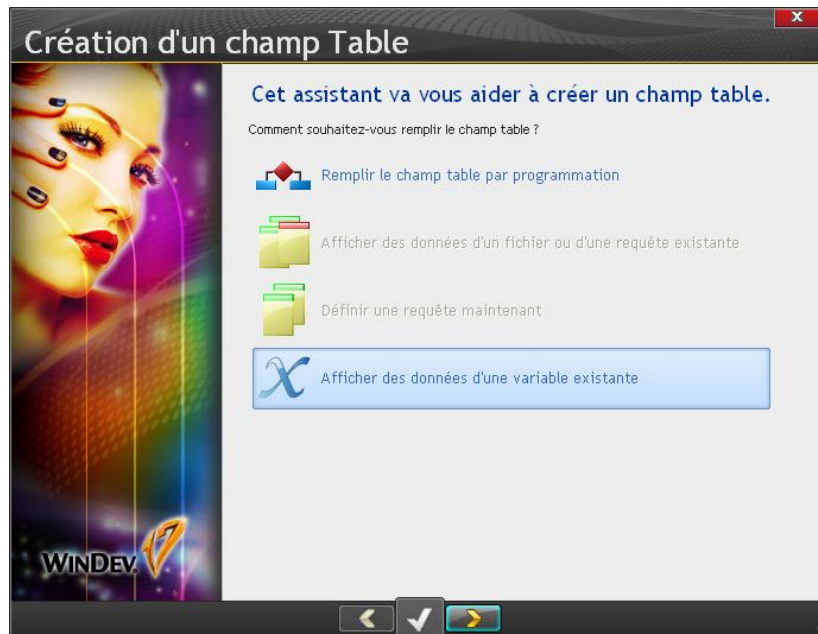 Création d'un champ Table
x
Cet assistant va vous aider à créer un champ table.
Comment souhaitez-vous remplir le champ table ?
Remplir le champ table par programmation
Afficher des données d'un fichier ou d'une requête existante
Définir une requête maintenant
X
Afficher des données d'une variable existante
WINDEV. 17